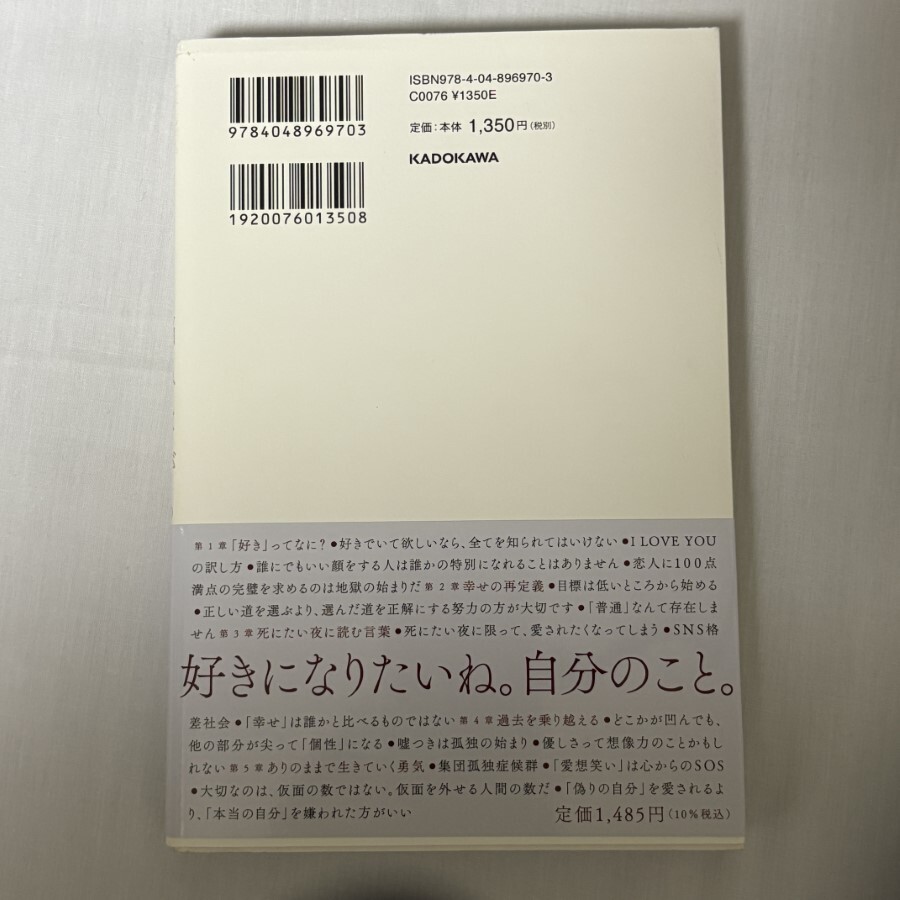 ISBN978-4-04-896970-3
C0076 ¥1350E
9784048969703
定価：本体 1,350円（税別）
KADOKAWA
1920076013508
第1章「好き」ってなに？●好きでいて欲しいなら、全てを知られてはいけない●I LOVE YOU
の訳し方●誰にでもいい顔をする人は誰かの特別になれることはありません●恋人に100点
満点の完璧を求めるのは地獄の始まりだ 第2章 幸せの再定義●目標は低いところから始める
●正しい道を選ぶより、選んだ道を正解にする努力の方が大切です●「普通」なんて存在しま
せん 第3章 死にたい夜に読む言葉●死にたい夜に限って、愛されたくなってしまう●SNS格
好きになりたいね。自分のこと。
差社会●「幸せ」は誰かと比べるものではない 第4章 過去を乗り越える●どこかが凹んでも、
他の部分が尖って「個性」になる●嘘つきは孤独の始まり●優しさって想像力のことかもし
れない 第5章 ありのままで生きていく勇気●集団孤独症候群●「愛想笑い」は心からのSOS
●大切なのは、仮面の数ではない。仮面を外せる人間の数だ●「偽りの自分」を愛されるよ
り、「本当の自分」を嫌われた方がいい
定価1,485円（10%税込）